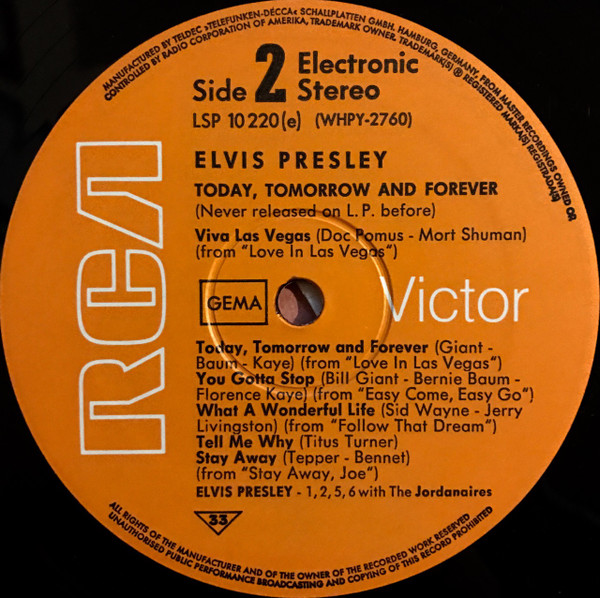 MANUFACTURED BY TELDEC »TELEFUNKEN-DECCA« SCHALLPLATTEN GMBH. HAMBURG, GERMANY, FROM MASTER RECORDINGS OWNED OR
CONTROLLED BY RADIO CORPORATION OF AMERICA, TRADEMARK OWNER. TRADEMARK(S) ® REGISTERED. MARKA(S) REGISTRADA(S)
Side 2 Electronic
Stereo
LSP 10 220(e) (WHPY-2760)
ELVIS PRESLEY
TODAY, TOMORROW AND FOREVER
(Never released on L.P. before)
Viva Las Vegas (Doc Pomus - Mort Shuman)
(from "Love In Las Vegas")
RCA
GEMA
Victor
Today, Tomorrow and Forever (Giant -
Baum - Kaye) (from "Love In Las Vegas")
You Gotta Stop (Bill Giant - Bernie Baum -
Florence Kaye) (from "Easy Come, Easy Go")
What A Wonderful Life (Sid Wayne - Jerry
Livingston) (from "Follow That Dream")
Tell Me Why (Titus Turner)
Stay Away (Tepper - Bennet)
(from "Stay Away, Joe")
ELVIS PRESLEY - 1, 2, 5, 6 with The Jordanaires
33
ALL RIGHTS OF THE MANUFACTURER AND OF THE OWNER OF THE RECORDED WORK RESERVED
UNAUTHORISED PUBLIC PERFORMANCE BROADCASTING AND COPYING OF THIS RECORD PROHIBITED